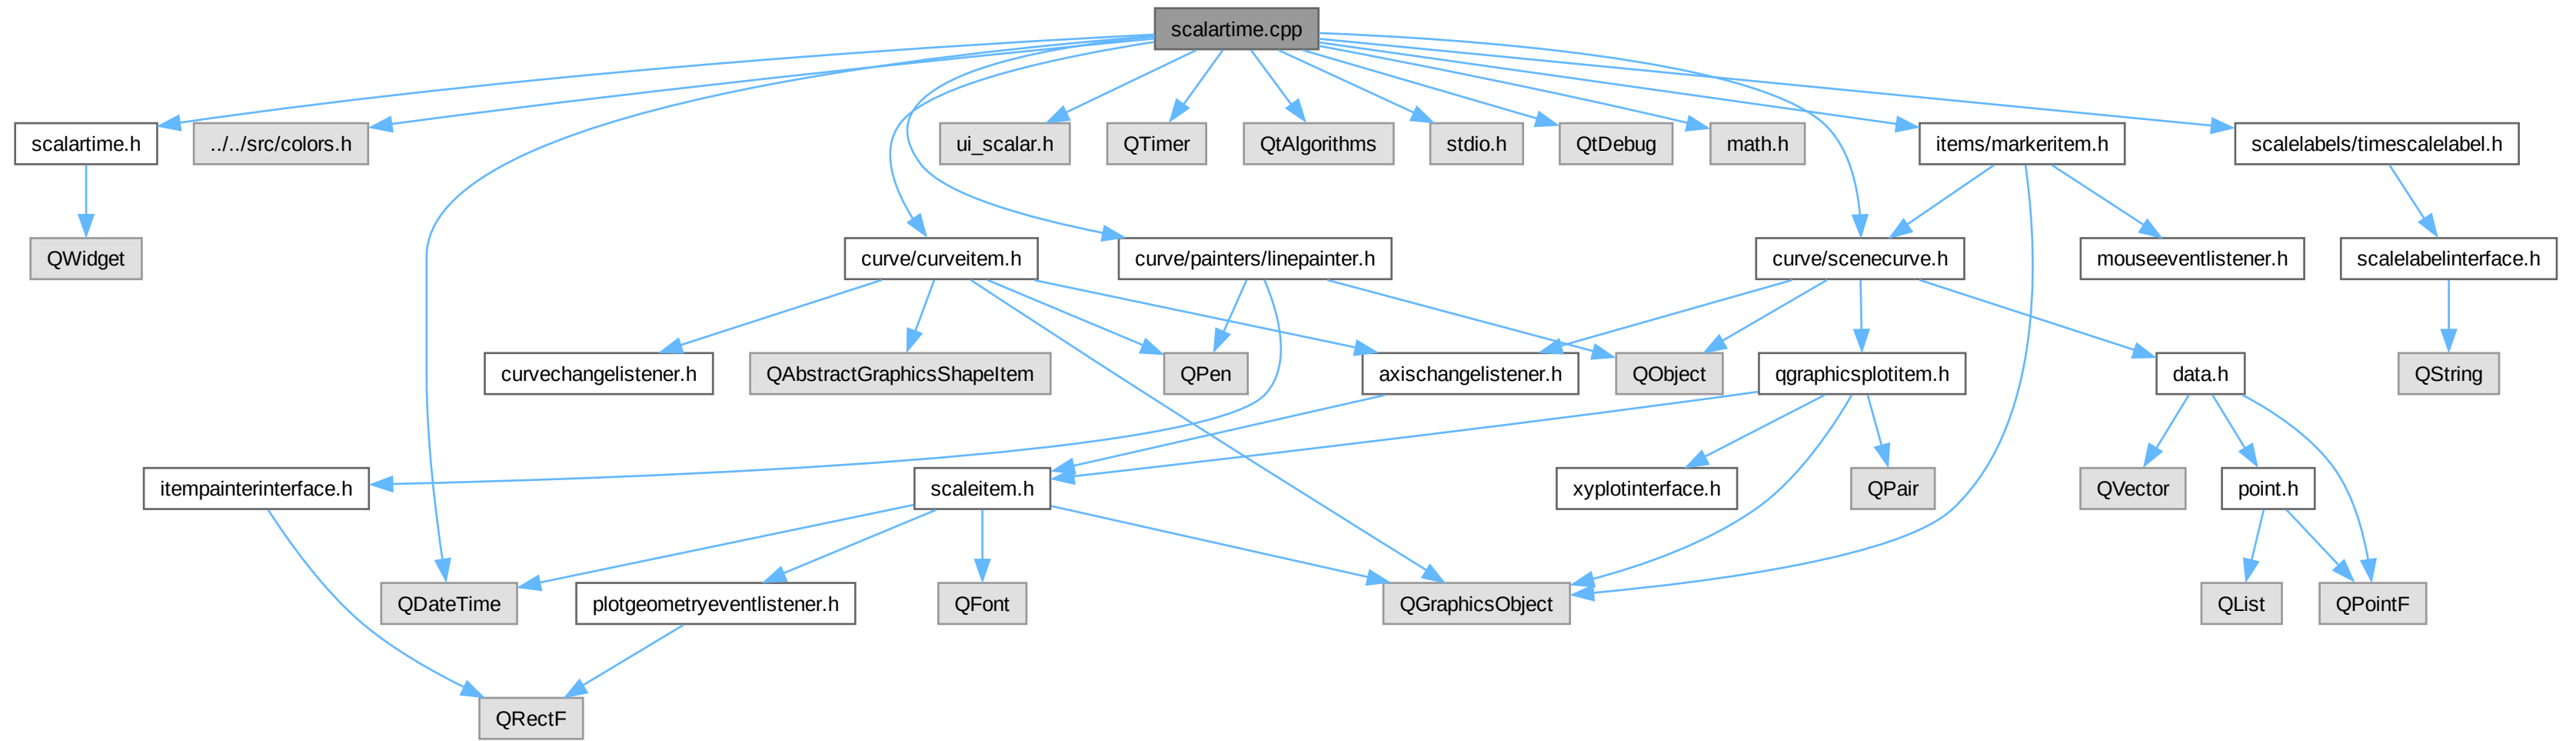 scalartime.cpp
scalartime.h
../../src/colors.h
ui_scalar.h
QTimer
QtAlgorithms
stdio.h
QtDebug
math.h
items/markeritem.h
scalelabels/timescalelabel.h
QWidget
curve/curveitem.h
curve/painters/linepainter.h
curve/scenecurve.h
mouseeventlistener.h
scalelabelinterface.h
curvechangelistener.h
QAbstractGraphicsShapeItem
QPen
axischangelistener.h
QObject
qgraphicsplotitem.h
data.h
QString
itempainterinterface.h
scaleitem.h
xyplotinterface.h
QPair
QVector
point.h
QDateTime
plotgeometryeventlistener.h
QFont
QGraphicsObject
QList
QPointF
QRectF